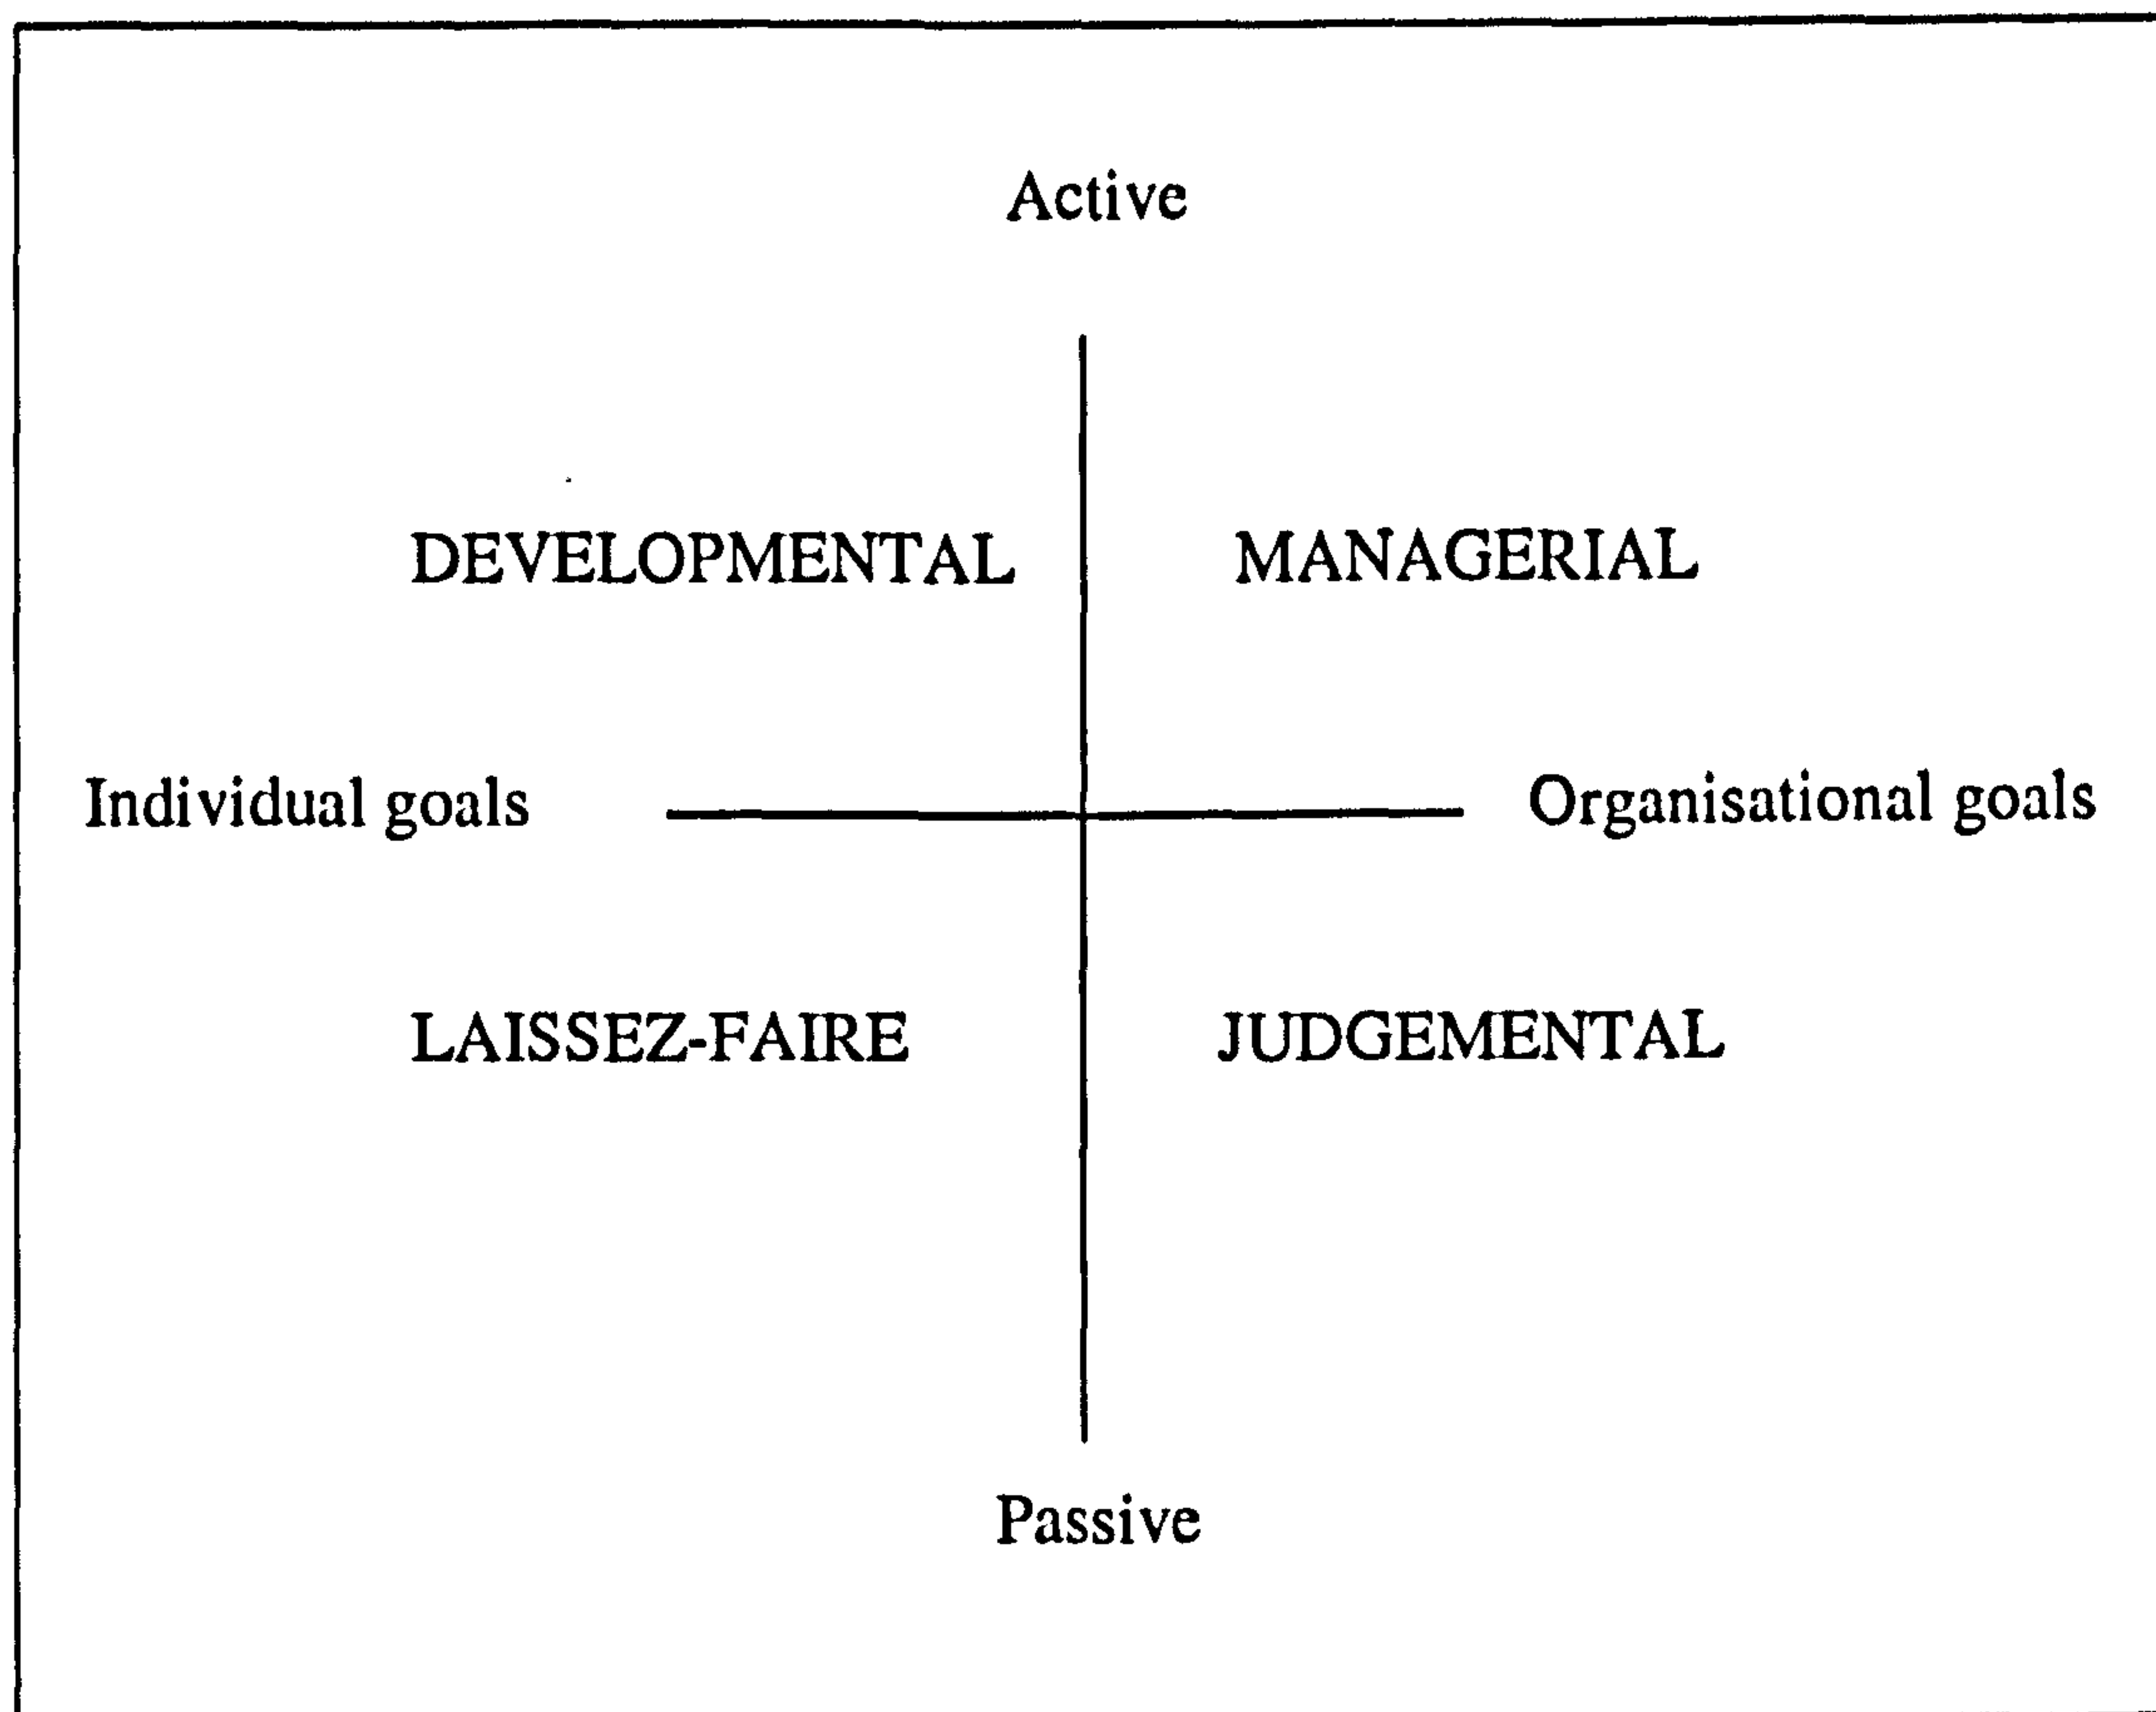 Active
DEVELOPMENTAL MANAGERIAL
Individual goals Organisational goals
LAISSEZ-FAIRE JUDGEMENTAL
Passive